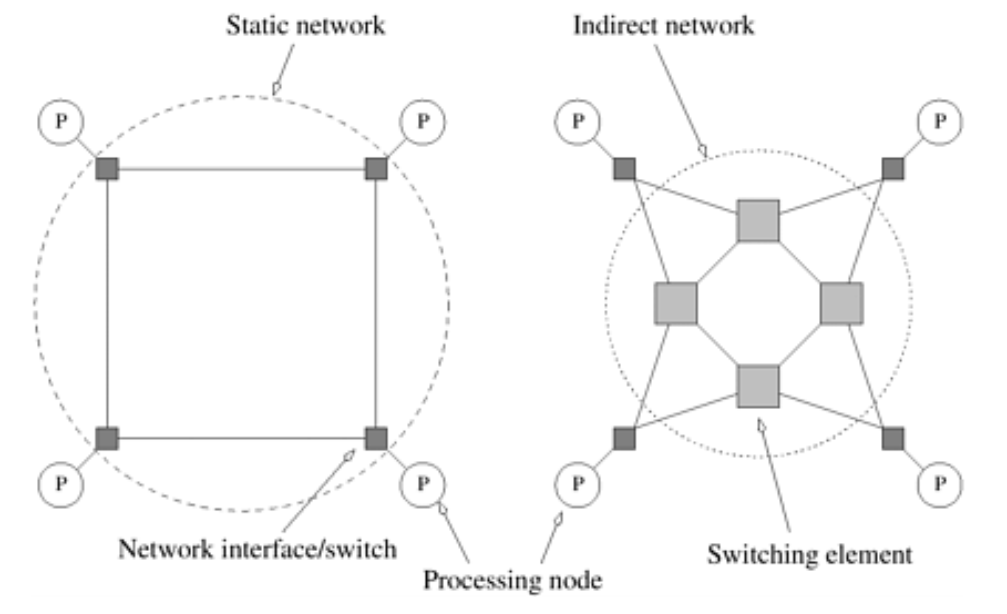 Static network
Indirect network
P
P
P
P
P
P
P
P
Network interface/switch
Switching element
Processing node